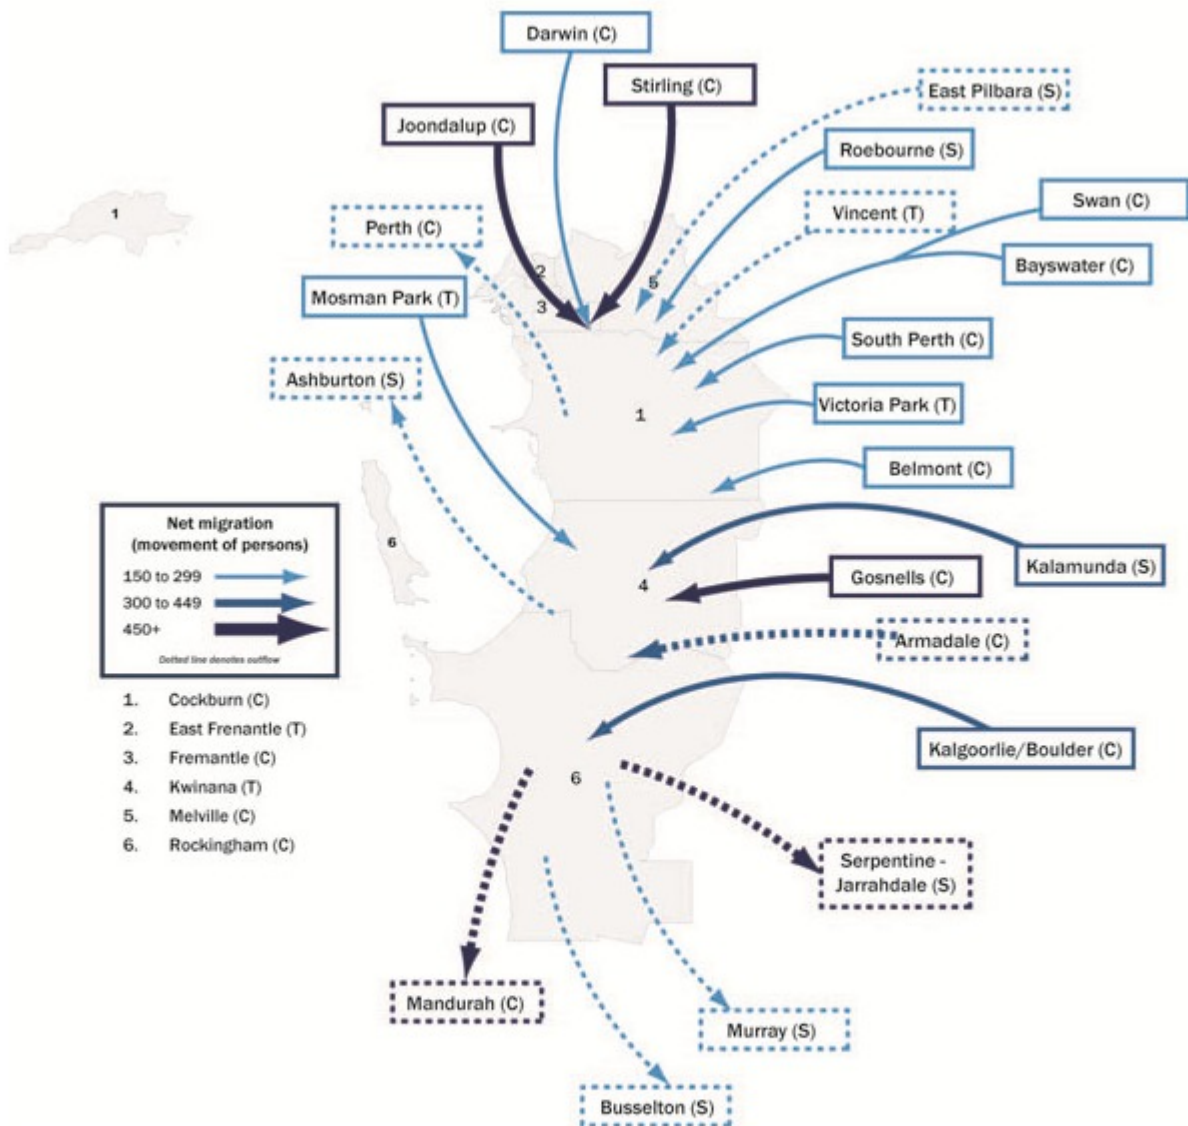 Darwin (C)
Stirling (C)
East Pilbara (S)
Joondalup (C)
Roebourne (S)
Swan (C)
Vincent (T)
Perth (C)
1
Bayswater (C)
2
5
Mosman Park (T)
3
South Perth (C)
Ashburton (S)
Victoria Park (T)
1
Belmont (C)
Net migration
(movement of persons)
150 to 299
300 to 449
450+
Dotted line denotes outflow
6
Kalamunda (S)
4
Gosnells (C)
Armadale (C)
1. Cockburn (C)
2. East Frenantle (T)
3. Fremantle (C)
4. Kwinana (T)
5. Melville (C)
6. Rockingham (C)
Kalgoorlie/Boulder (C)
6
Serpentine -
Jarrahdale (S)
Mandurah (C)
Murray (S)
Busselton (S)